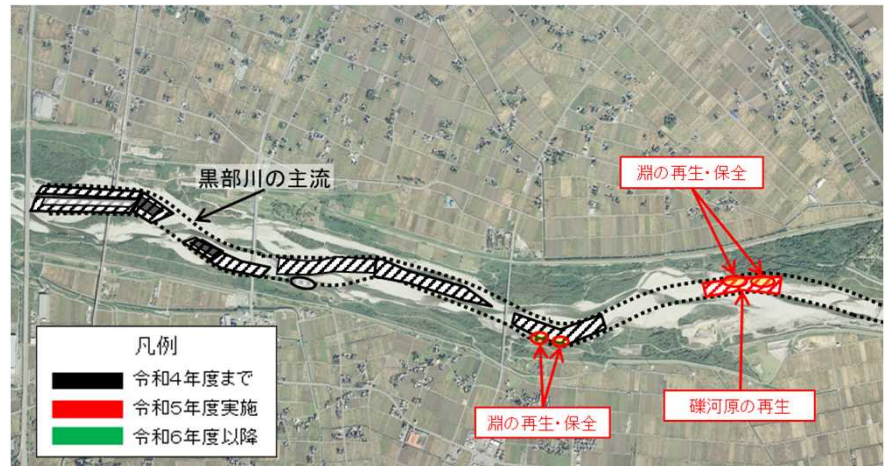 淵の再生・保全
黒部川の主流
凡例
令和4年度まで
令和5年度実施
令和6年度以降
淵の再生・保全
礫河原の再生